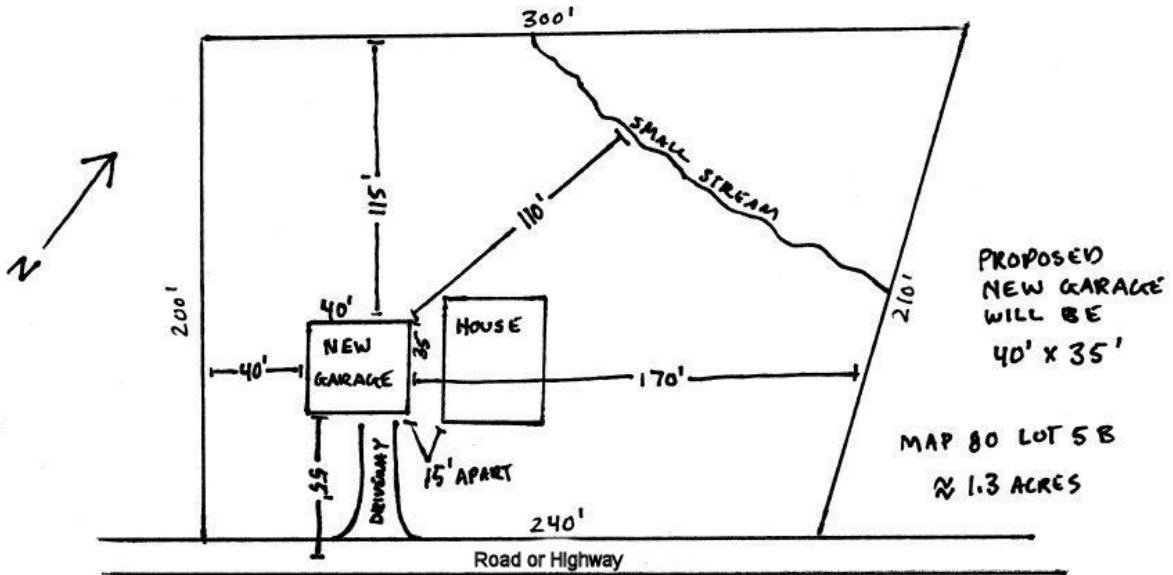 300'
SMALL
STREAM
115'
110'
N
200'
210'
PROPOSED
NEW GARAGE
WILL BE
40' x 35'
40'
35'
HOUSE
NEW
GARAGE
40'
170'
55'
DRIVEWAY
15' APART
MAP 80 LOT 5B
≈ 1.3 ACRES
240'
Road or Highway